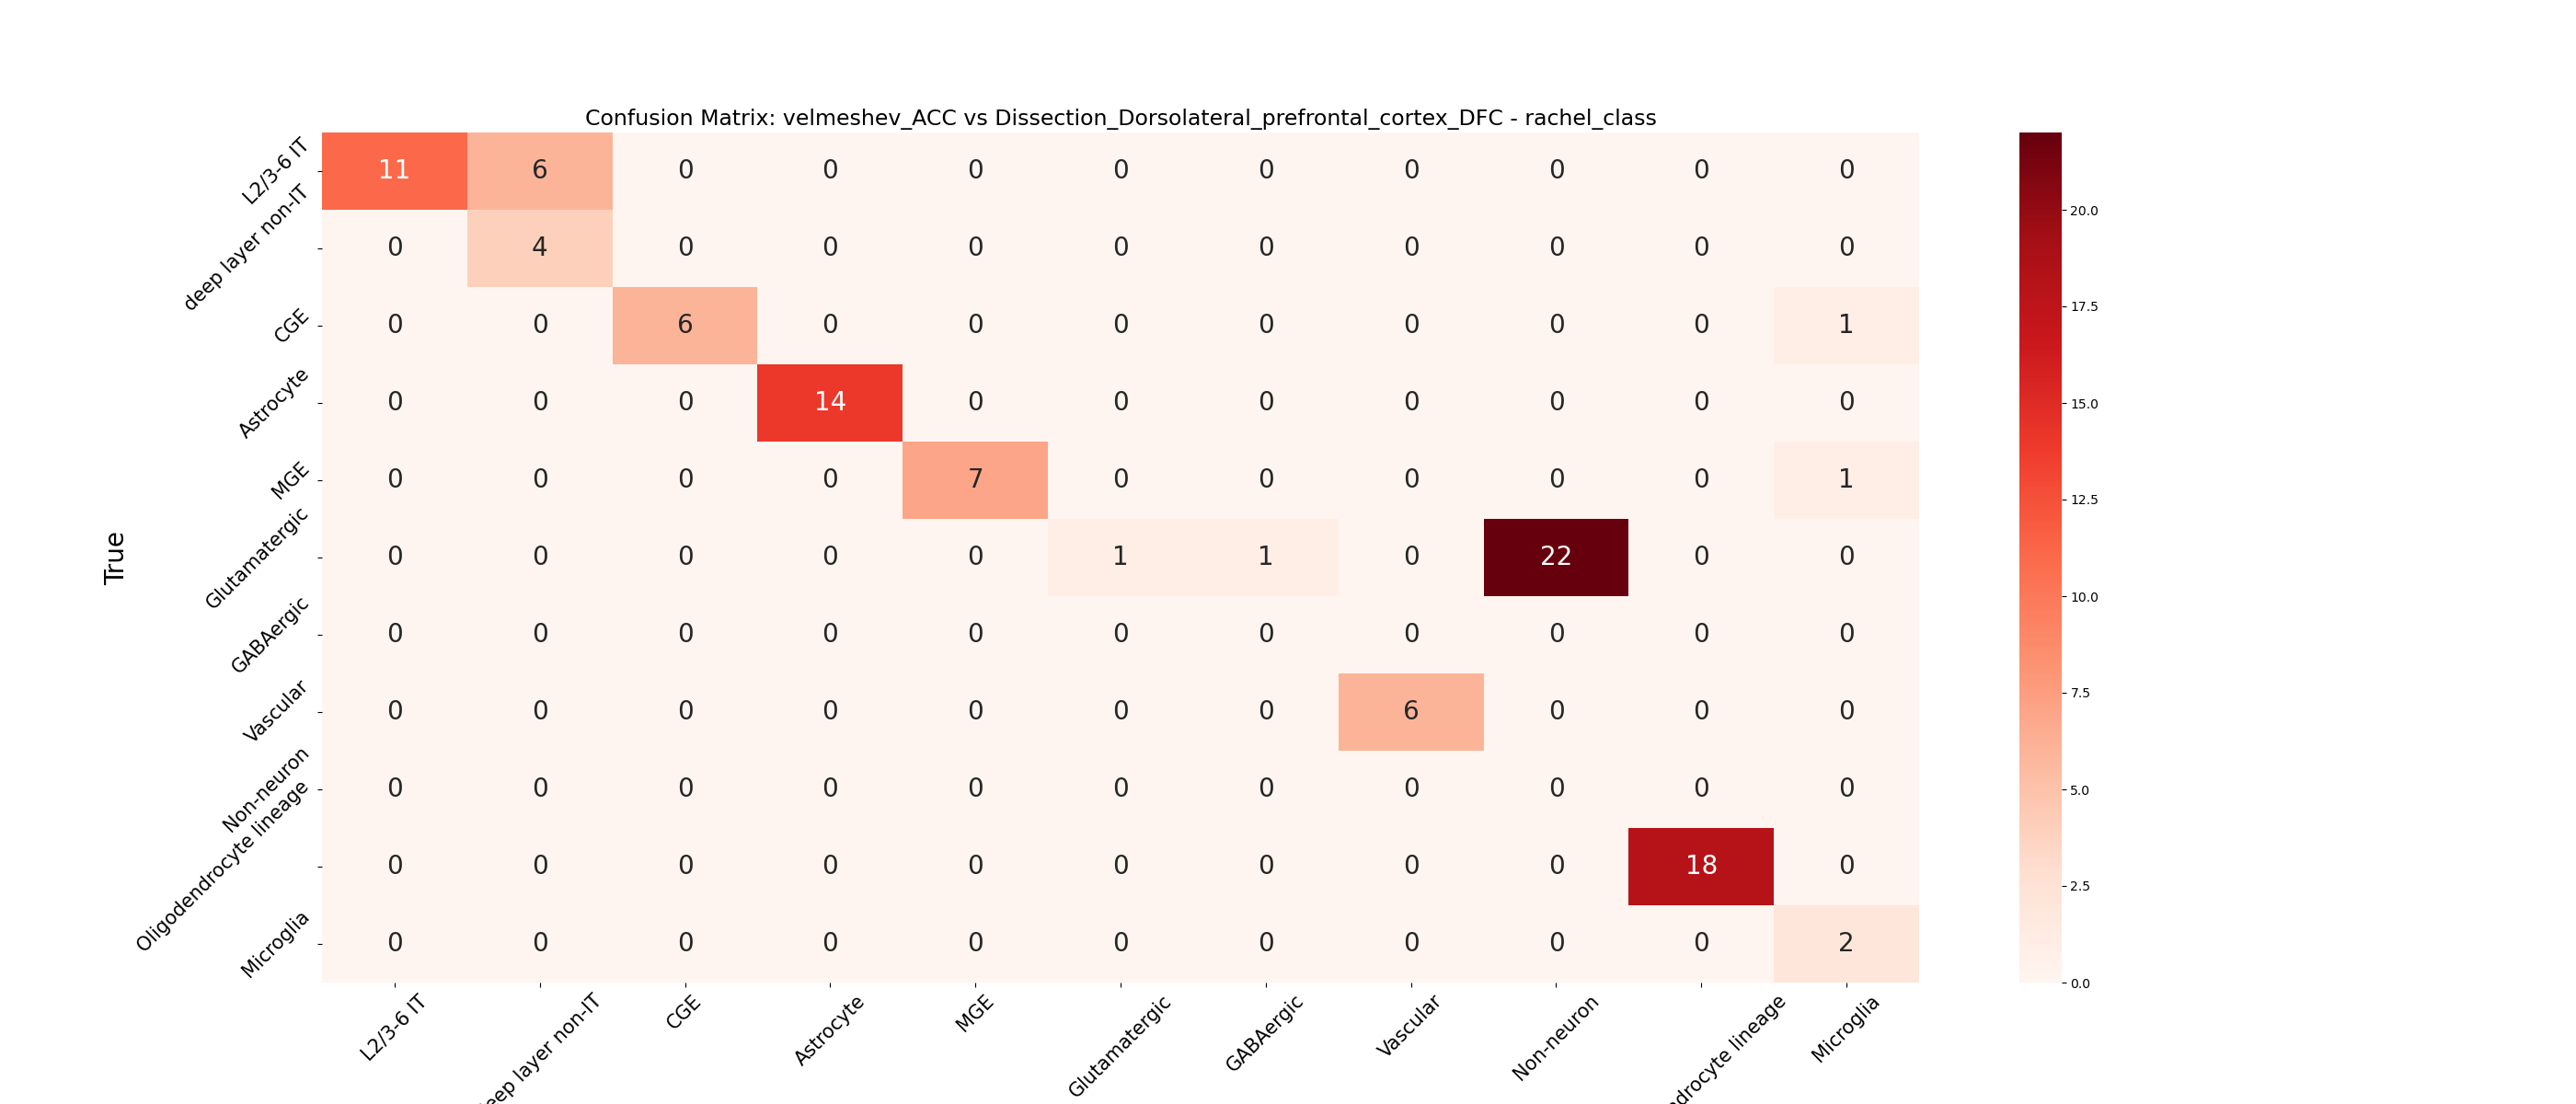 Confusion Matrix: velmeshev_ACC vs Dissection_Dorsolateral_prefrontal_cortex_DFC - rachel_class
True
L2/3-6 IT 11 6 0 0 0 0 0 0 0 0 0
deep layer non-IT 0 4 0 0 0 0 0 0 0 0 0
CGE 0 0 6 0 0 0 0 0 0 0 1
Astrocyte 0 0 0 14 0 0 0 0 0 0 0
MGE 0 0 0 0 7 0 0 0 0 0 1
Glutamatergic 0 0 0 0 0 1 1 0 22 0 0
GABAergic 0 0 0 0 0 0 0 0 0 0 0
Vascular 0 0 0 0 0 0 0 6 0 0 0
Non-neuron 0 0 0 0 0 0 0 0 0 0 0
Oligodendrocyte lineage 0 0 0 0 0 0 0 0 0 18 0
Microglia 0 0 0 0 0 0 0 0 0 0 2
L2/3-6 IT
eep layer non-IT
CGE
Astrocyte
MGE
Glutamatergic
GABAergic
Vascular
Non-neuron
drocyte lineage
Microglia
20.0
17.5
15.0
12.5
10.0
7.5
5.0
2.5
0.0